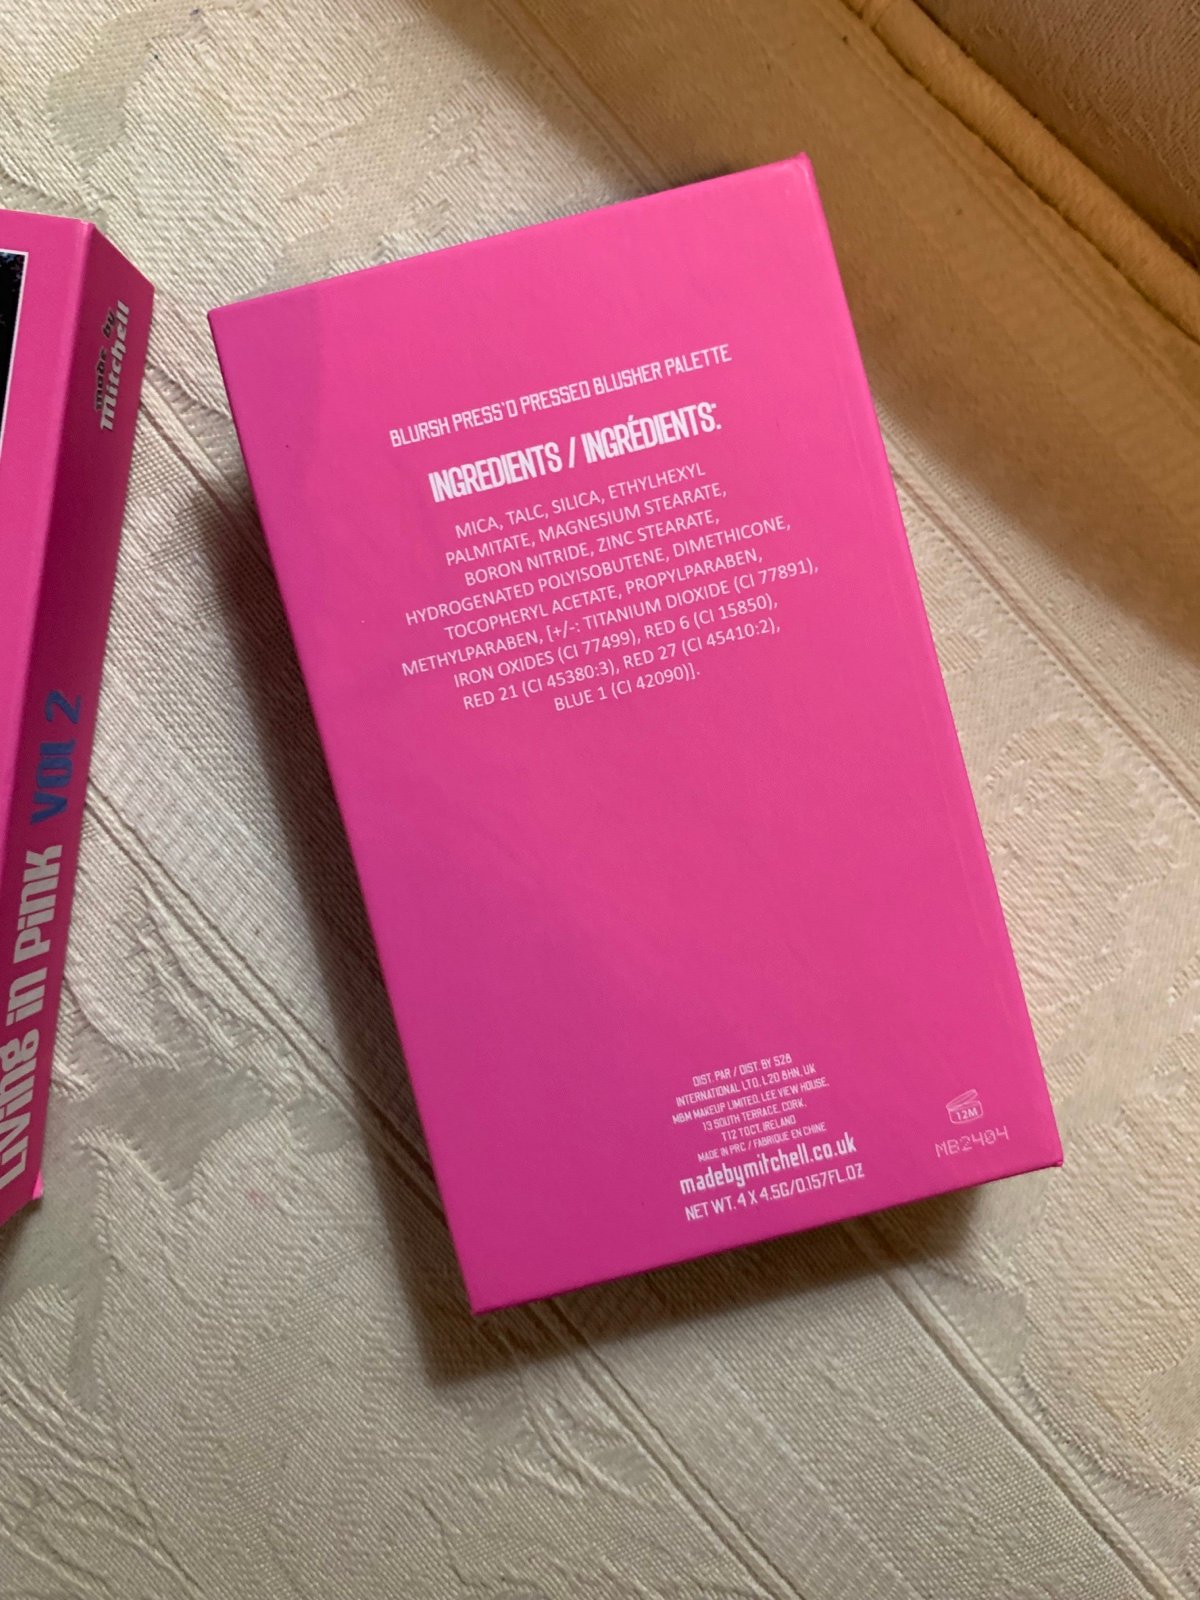 made by
mitchell
Living in Pink VOL 2
BLURSH PRESS'D PRESSED BLUSHER PALETTE
INGREDIENTS / INGRÉDIENTS:
MICA, TALC, SILICA, ETHYLHEXYL
PALMITATE, MAGNESIUM STEARATE,
BORON NITRIDE, ZINC STEARATE,
HYDROGENATED POLYISOBUTENE, DIMETHICONE,
TOCOPHERYL ACETATE, PROPYLPARABEN,
METHYLPARABEN, [+/-: TITANIUM DIOXIDE (CI 77891),
IRON OXIDES (CI 77499), RED 6 (CI 15850),
RED 21 (CI 45380:3), RED 27 (CI 45410:2),
BLUE 1 (CI 42090)].
DIST. PAR / DIST. BY S28
INTERNATIONAL LTD, L20 8HN, UK
MBM MAKEUP LIMITED, LEE VIEW HOUSE,
13 SOUTH TERRACE, CORK,
T12 T0CT, IRELAND
MADE IN PRC / FABRIQUE EN CHINE
madebymitchell.co.uk
NET WT. 4 X 4.5G/0.157FL.OZ
12M
MB2404